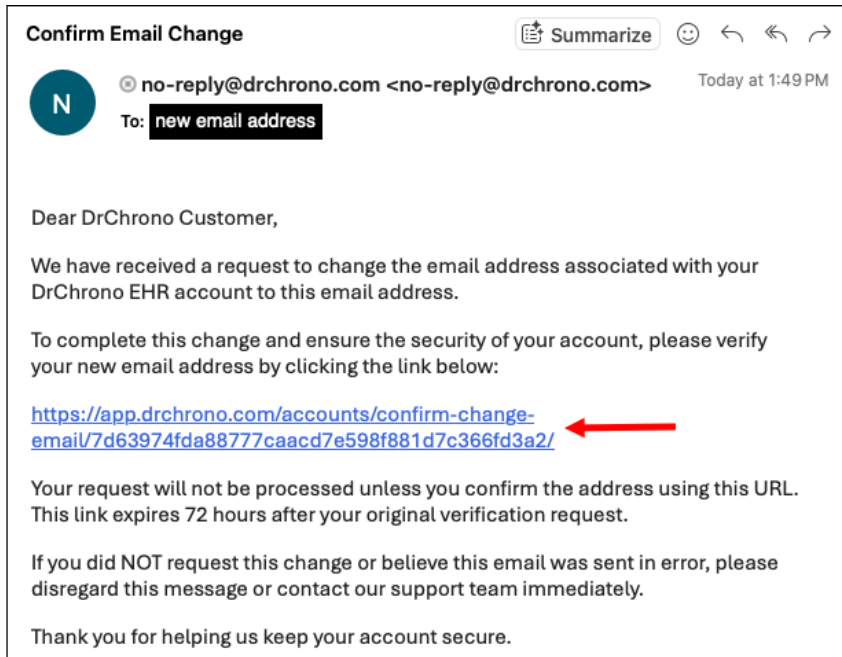 Confirm Email Change
Summarize
N
no-reply@drchrono.com <no-reply@drchrono.com>
Today at 1:49 PM
To: new email address
Dear DrChrono Customer,
We have received a request to change the email address associated with your
DrChrono EHR account to this email address.
To complete this change and ensure the security of your account, please verify
your new email address by clicking the link below:
https://app.drchrono.com/accounts/confirm-change-
email/7d63974fda88777caacd7e598f881d7c366fd3a2/
Your request will not be processed unless you confirm the address using this URL.
This link expires 72 hours after your original verification request.
If you did NOT request this change or believe this email was sent in error, please
disregard this message or contact our support team immediately.
Thank you for helping us keep your account secure.